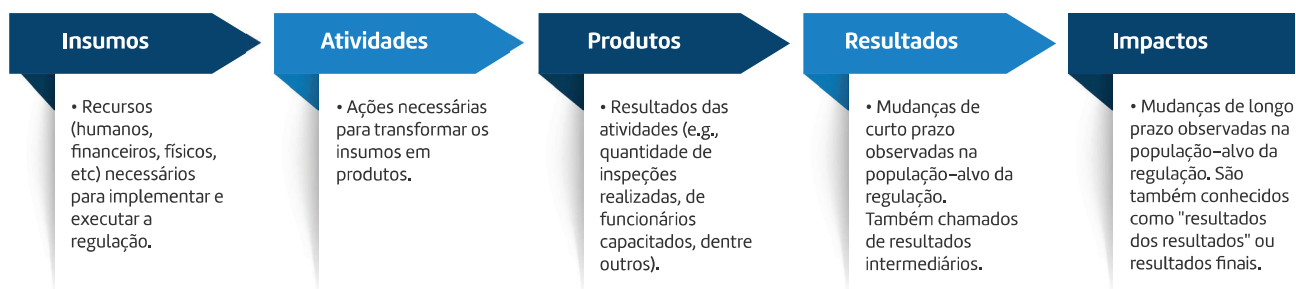 Insumos
• Recursos
(humanos,
financeiros, físicos,
etc) necessários
para implementar e
executar a
regulação.
Atividades
• Ações necessárias
para transformar os
insumos em
produtos.
Produtos
• Resultados das
atividades (e.g.,
quantidade de
inspeções
realizadas, de
funcionários
capacitados, dentre
outros).
Resultados
• Mudanças de
curto prazo
observadas na
população-alvo da
regulação.
Também chamados
de resultados
intermediários.
Impactos
• Mudanças de longo
prazo observadas na
população-alvo da
regulação. São
também conhecidos
como "resultados
dos resultados" ou
resultados finais.